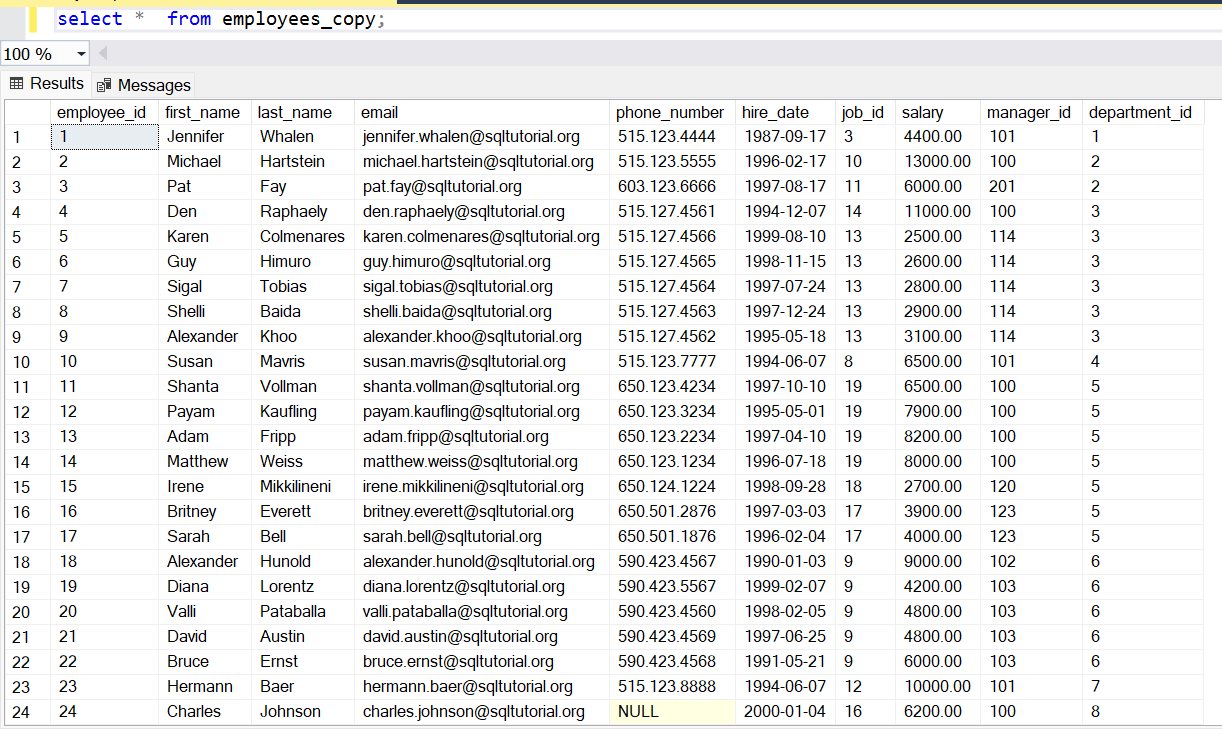 select * from employees_copy;
100 %
Results Messages
employee_id first_name last_name email phone_number hire_date job_id salary manager_id department_id
1 1 Jennifer Whalen jennifer.whalen@sqltutorial.org 515.123.4444 1987-09-17 3 4400.00 101 1
2 2 Michael Hartstein michael.hartstein@sqltutorial.org 515.123.5555 1996-02-17 10 13000.00 100 2
3 3 Pat Fay pat.fay@sqltutorial.org 603.123.6666 1997-08-17 11 6000.00 201 2
4 4 Den Raphaely den.raphaely@sqltutorial.org 515.127.4561 1994-12-07 14 11000.00 100 3
5 5 Karen Colmenares karen.colmenares@sqltutorial.org 515.127.4566 1999-08-10 13 2500.00 114 3
6 6 Guy Himuro guy.himuro@sqltutorial.org 515.127.4565 1998-11-15 13 2600.00 114 3
7 7 Sigal Tobias sigal.tobias@sqltutorial.org 515.127.4564 1997-07-24 13 2800.00 114 3
8 8 Shelli Baida shelli.baida@sqltutorial.org 515.127.4563 1997-12-24 13 2900.00 114 3
9 9 Alexander Khoo alexander.khoo@sqltutorial.org 515.127.4562 1995-05-18 13 3100.00 114 3
10 10 Susan Mavris susan.mavris@sqltutorial.org 515.123.7777 1994-06-07 8 6500.00 101 4
11 11 Shanta Vollman shanta.vollman@sqltutorial.org 650.123.4234 1997-10-10 19 6500.00 100 5
12 12 Payam Kaufling payam.kaufling@sqltutorial.org 650.123.3234 1995-05-01 19 7900.00 100 5
13 13 Adam Fripp adam.fripp@sqltutorial.org 650.123.2234 1997-04-10 19 8200.00 100 5
14 14 Matthew Weiss matthew.weiss@sqltutorial.org 650.123.1234 1996-07-18 19 8000.00 100 5
15 15 Irene Mikkilineni irene.mikkilineni@sqltutorial.org 650.124.1224 1998-09-28 18 2700.00 120 5
16 16 Britney Everett britney.everett@sqltutorial.org 650.501.2876 1997-03-03 17 3900.00 123 5
17 17 Sarah Bell sarah.bell@sqltutorial.org 650.501.1876 1996-02-04 17 4000.00 123 5
18 18 Alexander Hunold alexander.hunold@sqltutorial.org 590.423.4567 1990-01-03 9 9000.00 102 6
19 19 Diana Lorentz diana.lorentz@sqltutorial.org 590.423.5567 1999-02-07 9 4200.00 103 6
20 20 Valli Pataballa valli.pataballa@sqltutorial.org 590.423.4560 1998-02-05 9 4800.00 103 6
21 21 David Austin david.austin@sqltutorial.org 590.423.4569 1997-06-25 9 4800.00 103 6
22 22 Bruce Ernst bruce.ernst@sqltutorial.org 590.423.4568 1991-05-21 9 6000.00 103 6
23 23 Hermann Baer hermann.baer@sqltutorial.org 515.123.8888 1994-06-07 12 10000.00 101 7
24 24 Charles Johnson charles.johnson@sqltutorial.org NULL 2000-01-04 16 6200.00 100 8